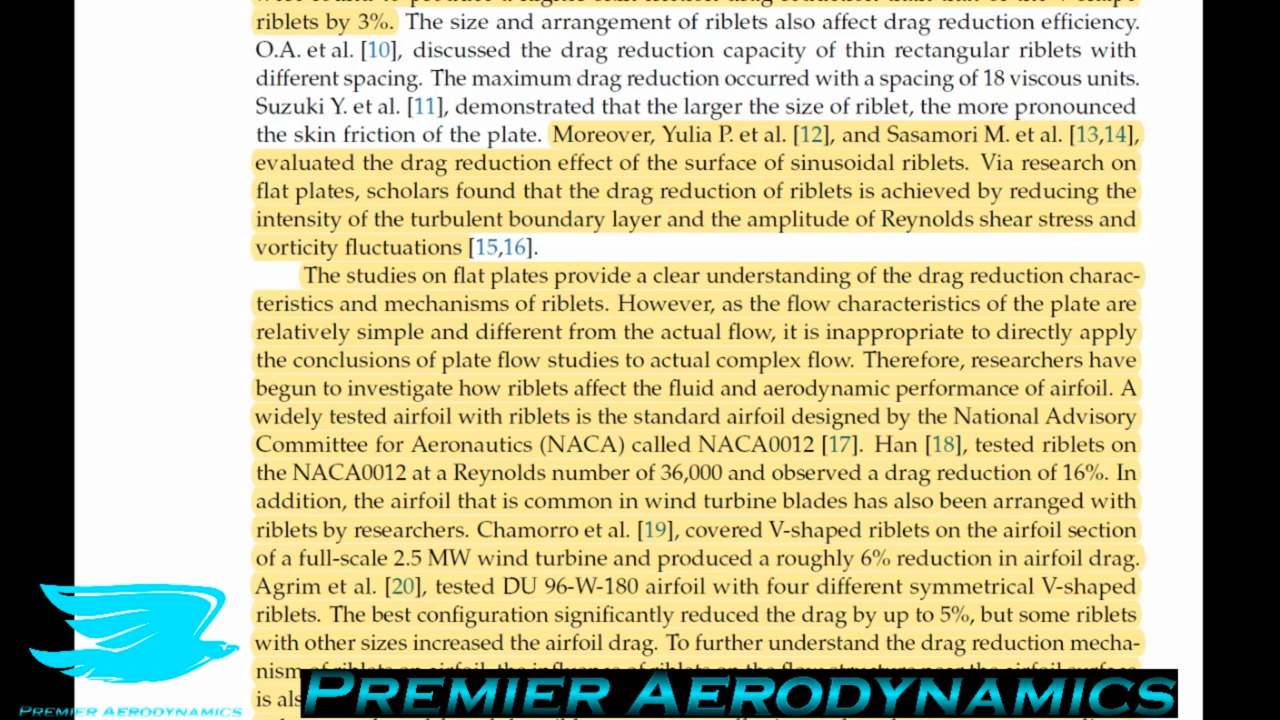 riblets by 3%. The size and arrangement of riblets also affect drag reduction efficiency.
O.A. et al. [10], discussed the drag reduction capacity of thin rectangular riblets with
different spacing. The maximum drag reduction occurred with a spacing of 18 viscous units.
Suzuki Y. et al. [11], demonstrated that the larger the size of riblet, the more pronounced
the skin friction of the plate. Moreover, Yulia P. et al. [12], and Sasamori M. et al. [13,14],
evaluated the drag reduction effect of the surface of sinusoidal riblets. Via research on
flat plates, scholars found that the drag reduction of riblets is achieved by reducing the
intensity of the turbulent boundary layer and the amplitude of Reynolds shear stress and
vorticity fluctuations [15,16].
The studies on flat plates provide a clear understanding of the drag reduction charac-
teristics and mechanisms of riblets. However, as the flow characteristics of the plate are
relatively simple and different from the actual flow, it is inappropriate to directly apply
the conclusions of plate flow studies to actual complex flow. Therefore, researchers have
begun to investigate how riblets affect the fluid and aerodynamic performance of airfoil. A
widely tested airfoil with riblets is the standard airfoil designed by the National Advisory
Committee for Aeronautics (NACA) called NACA0012 [17]. Han [18], tested riblets on
the NACA0012 at a Reynolds number of 36,000 and observed a drag reduction of 16%. In
addition, the airfoil that is common in wind turbine blades has also been arranged with
riblets by researchers. Chamorro et al. [19], covered V-shaped riblets on the airfoil section
of a full-scale 2.5 MW wind turbine and produced a roughly 6% reduction in airfoil drag.
Agrim et al. [20], tested DU 96-W-180 airfoil with four different symmetrical V-shaped
riblets. The best configuration significantly reduced the drag by up to 5%, but some riblets
with other sizes increased the airfoil drag. To further understand the drag reduction mecha-
nism
is als
PREMIER AERODYNAMICS
PREMIER AERODYNAMICS